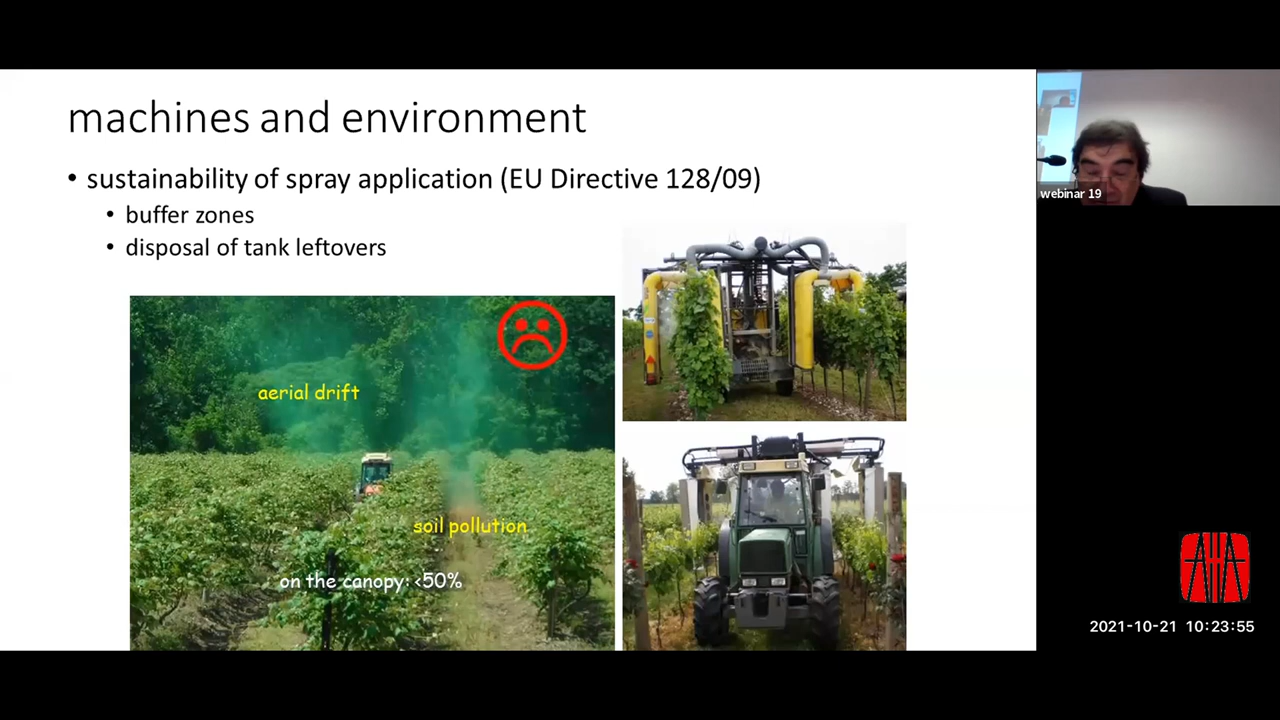 machines and environment
• sustainability of spray application (EU Directive 128/09)
• buffer zones
• disposal of tank leftovers
aerial drift
soil pollution
on the canopy: <50%
webinar 19
2021-10-21 10:23:55